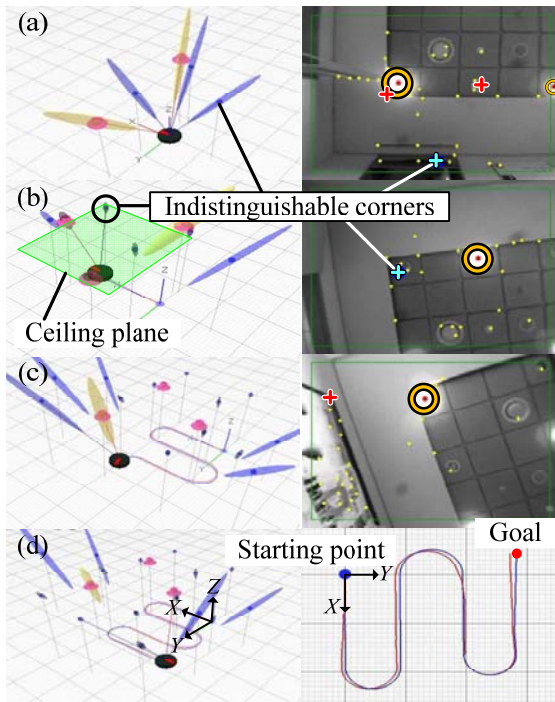 (a)
(b)
Indistinguishable corners
Ceiling plane
(c)
(d)
Starting point
Goal
Y
X
Z
X
Y